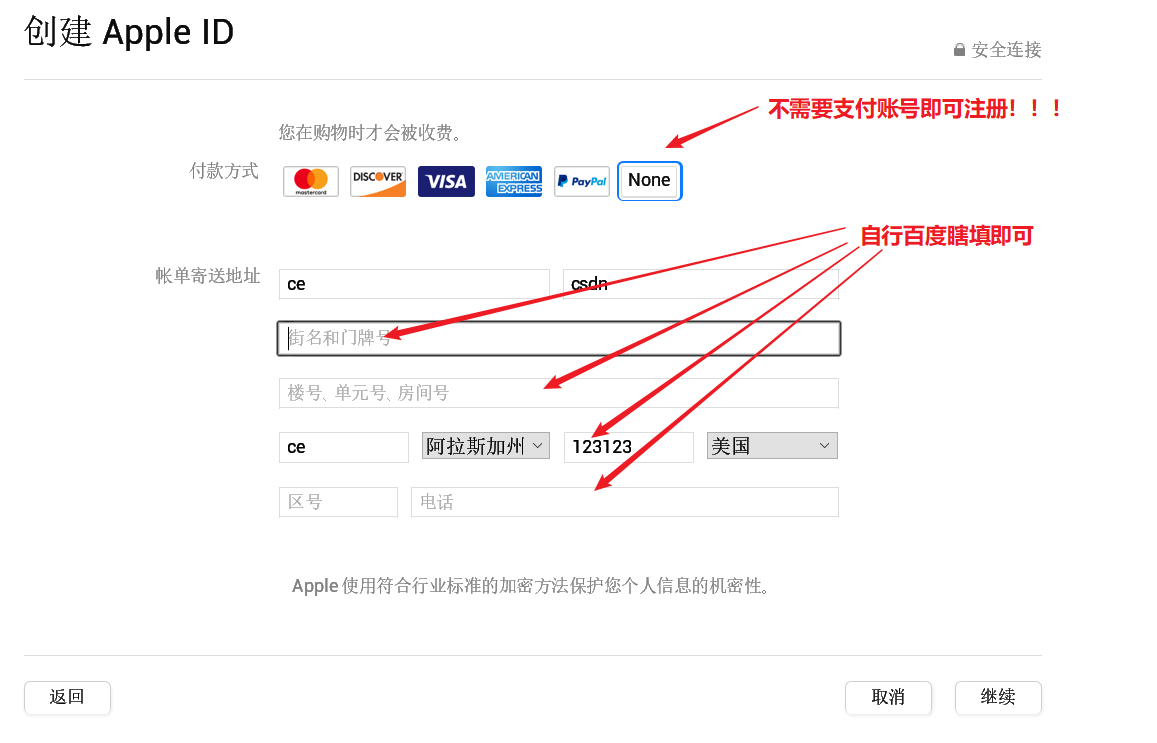 创建 Apple ID
安全连接
不需要支付账号即可注册！！！
您在购物时才会被收费。
付款方式
mastercard DISCOVER VISA AMERICAN EXPRESS PayPal None
自行百度瞎填即可
帐单寄送地址 ce csdn
街名和门牌号
楼号、单元号、房间号
ce 阿拉斯加州 123123 美国
区号 电话
Apple 使用符合行业标准的加密方法保护您个人信息的机密性。
返回 取消 继续